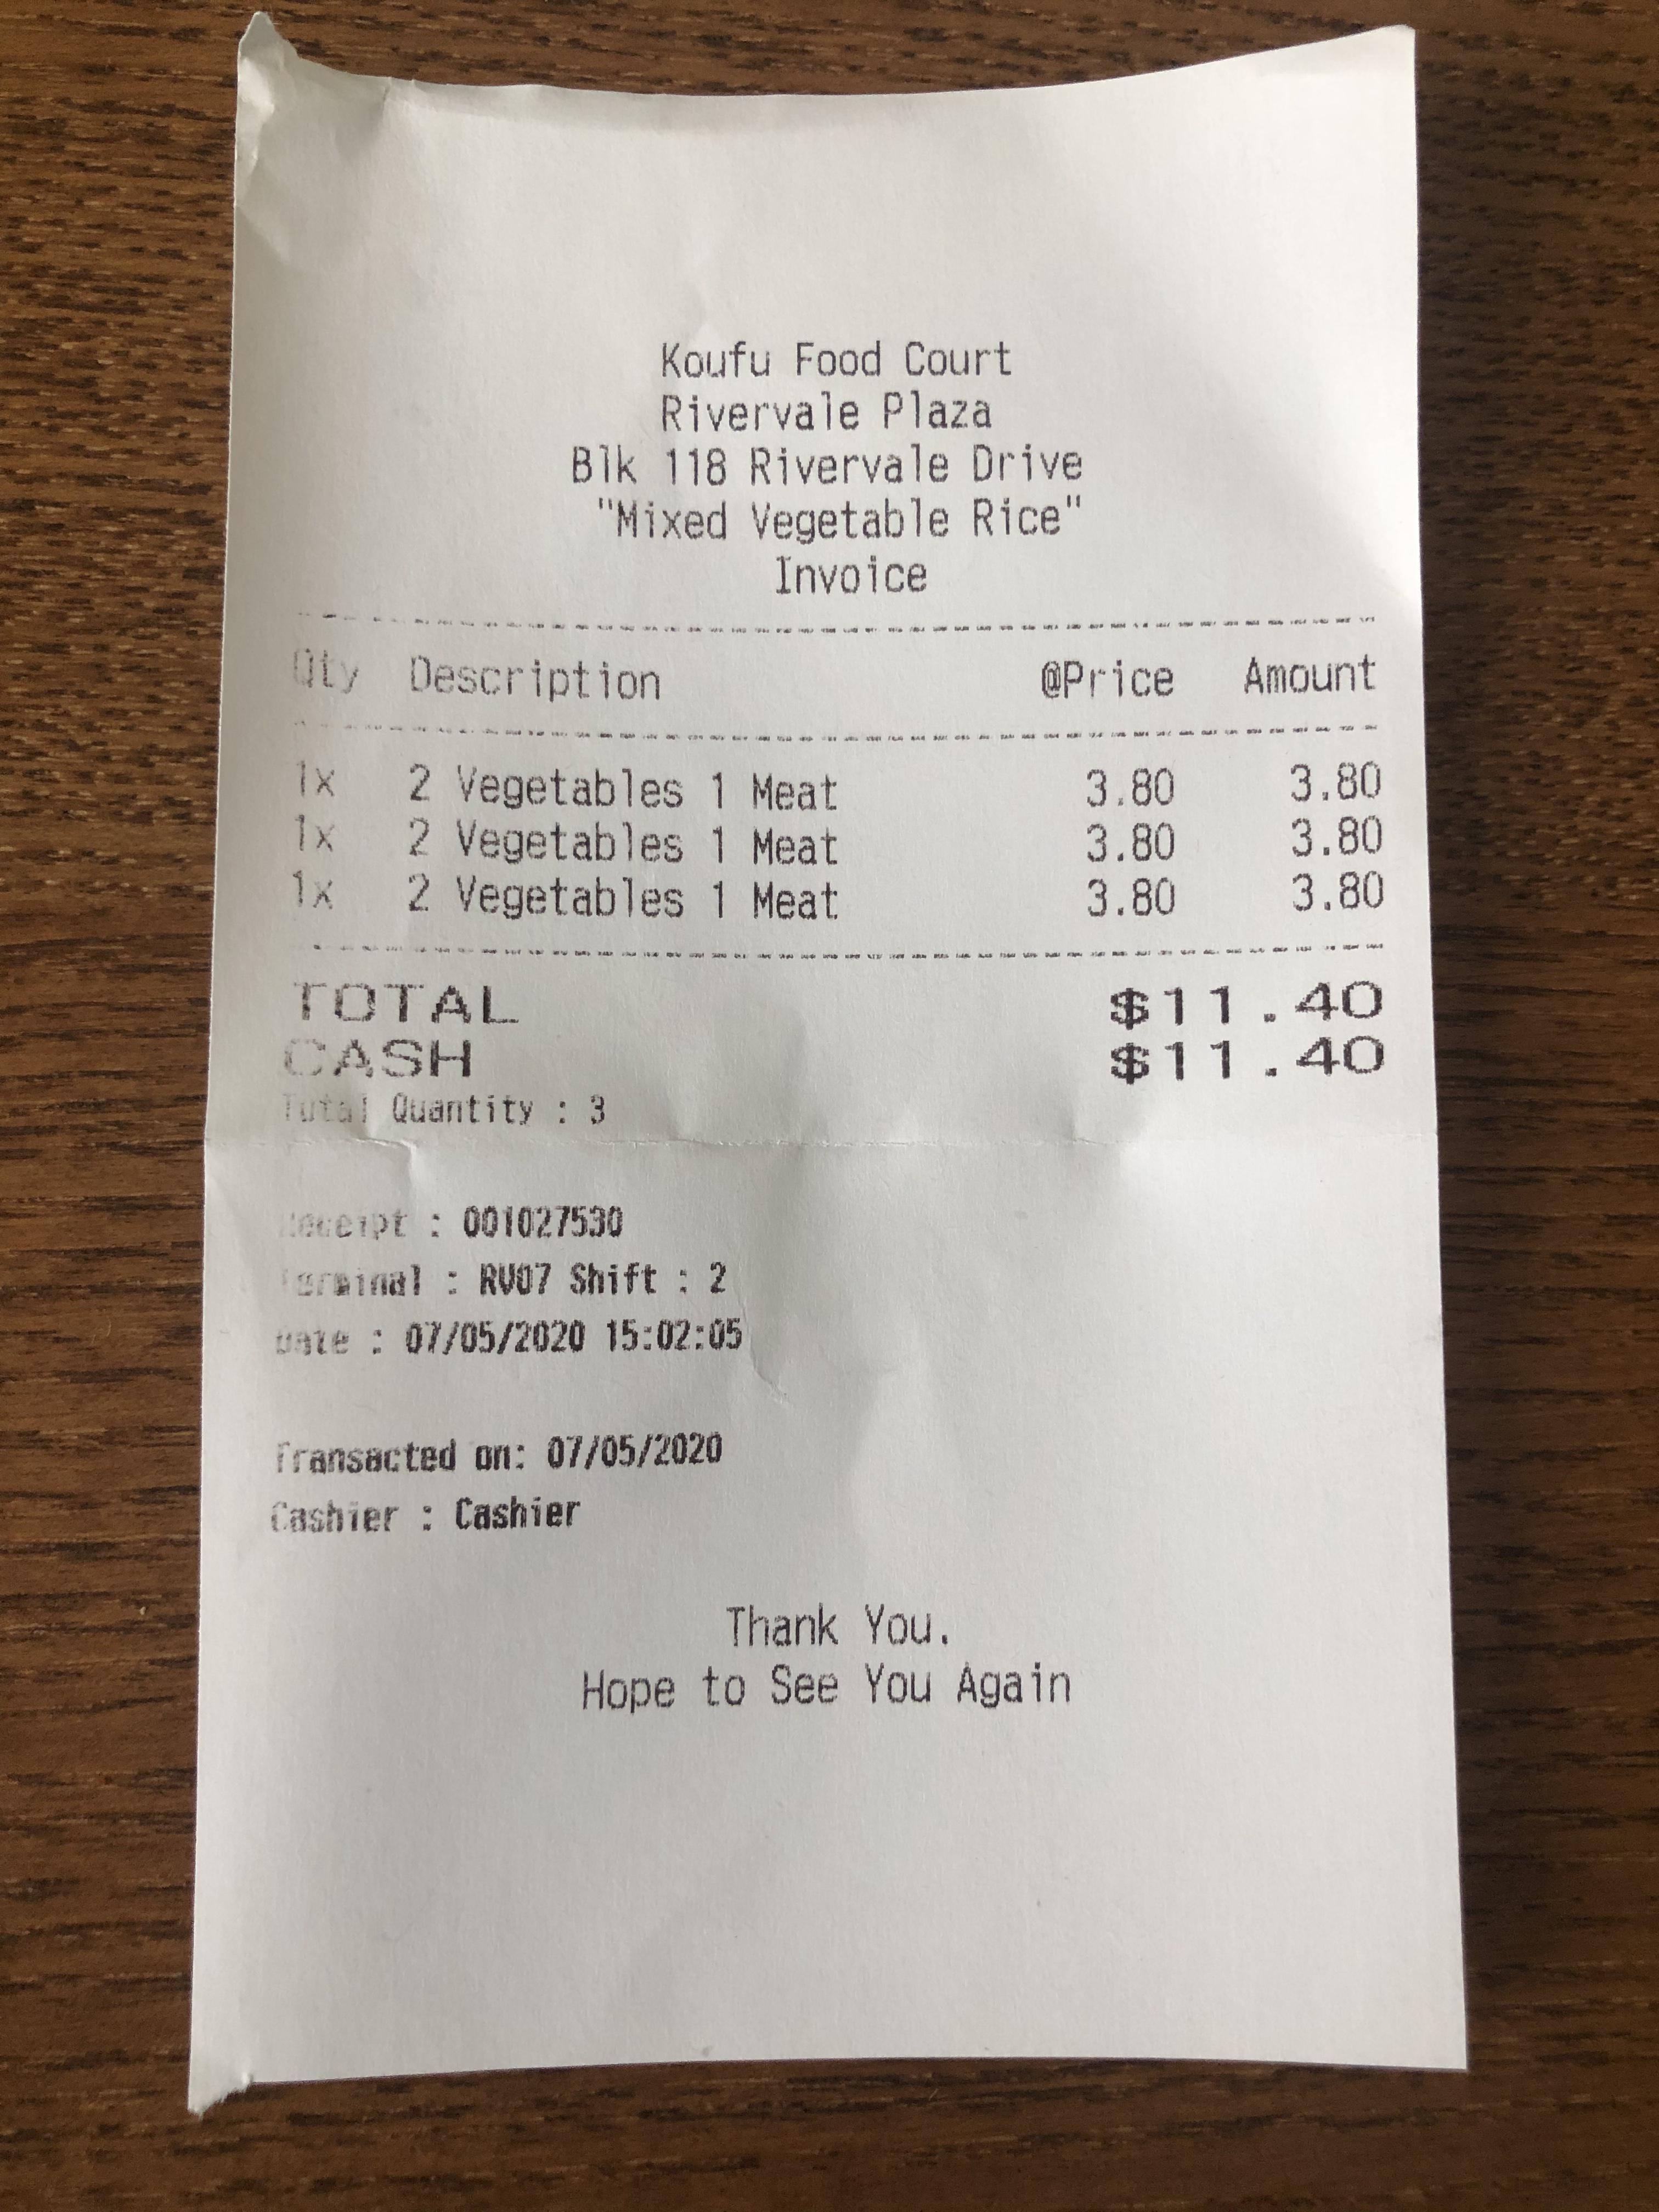 Koufu Food Court
Rivervale Plaza
Blk 118 Rivervale Drive
"Mixed Vegetable Rice"
Invoice
Qty Description @Price Amount
1x 2 Vegetables 1 Meat 3.80 3.80
1x 2 Vegetables 1 Meat 3.80 3.80
1x 2 Vegetables 1 Meat 3.80 3.80
TOTAL $11.40
CASH $11.40
Total Quantity : 3
Receipt : 001027530
Terminal : RV07 Shift : 2
Date : 07/05/2020 15:02:05
Transacted on: 07/05/2020
Cashier : Cashier
Thank You.
Hope to See You Again